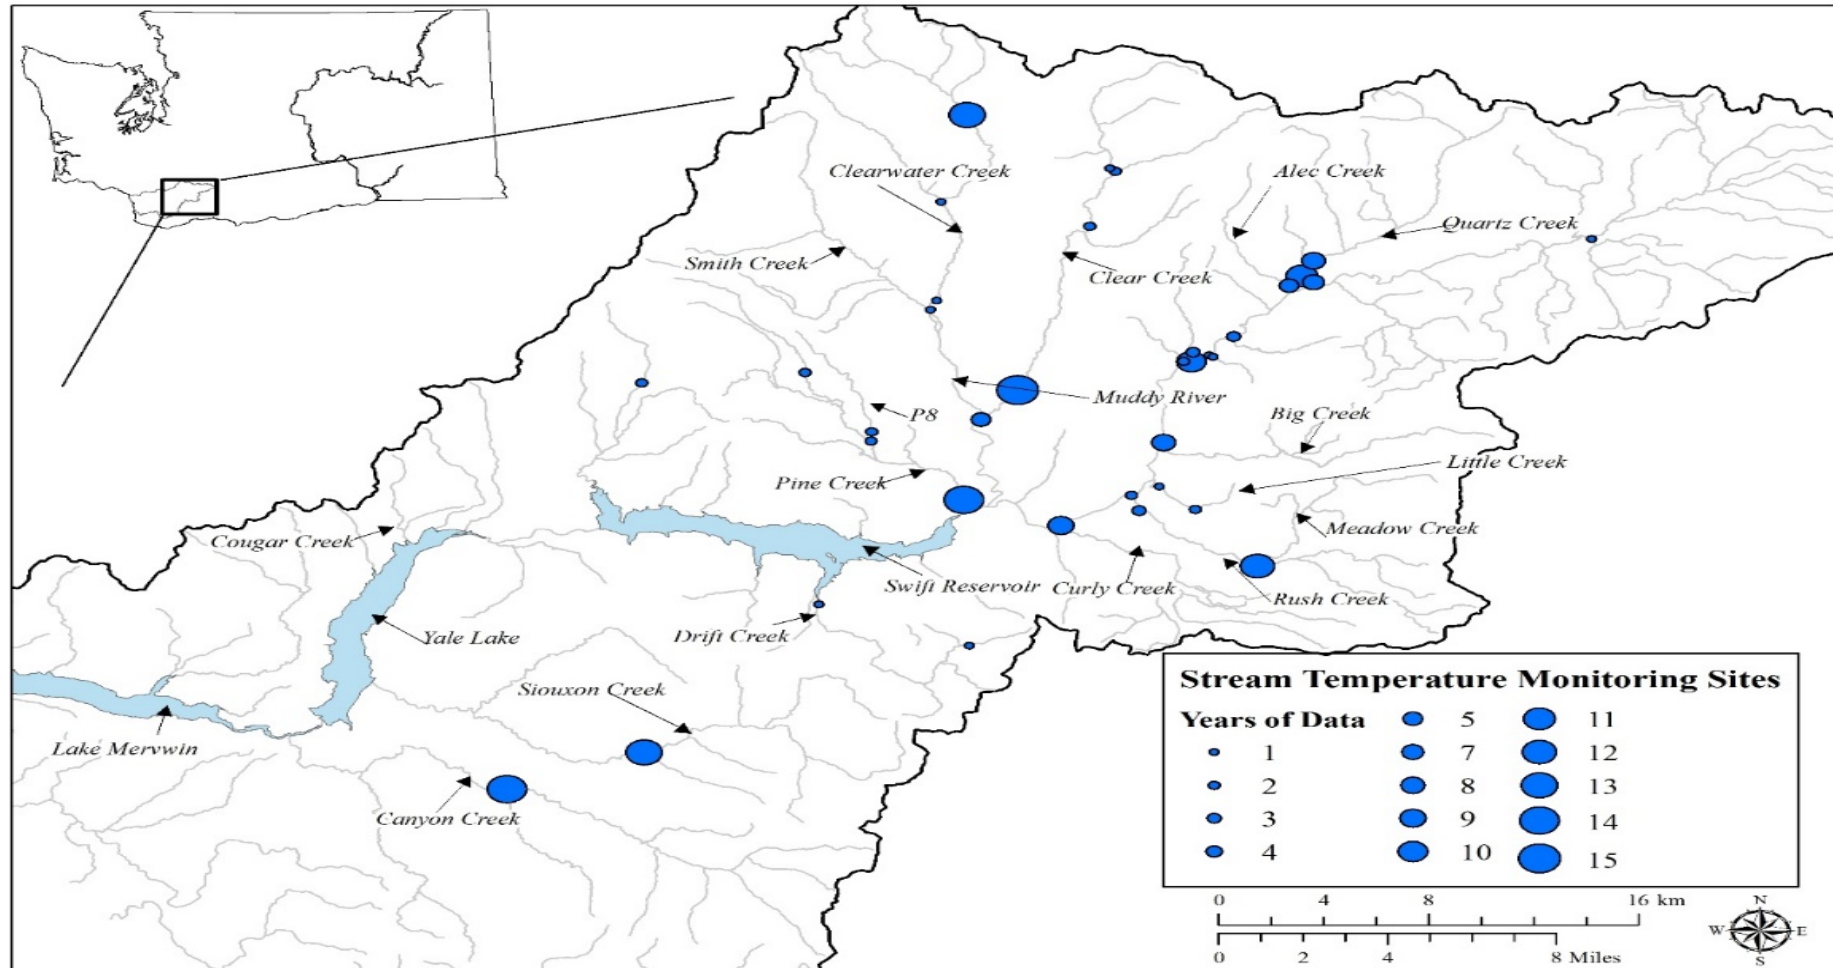 Clearwater Creek
Alec Creek
Quartz Creek
Smith Creek
Clear Creek
Muddy River
P8
Big Creek
Little Creek
Pine Creek
Meadow Creek
Cougar Creek
Swift Reservoir
Curly Creek
Rush Creek
Yale Lake
Drift Creek
Siouxon Creek
Lake Mervwin
Canyon Creek
Stream Temperature Monitoring Sites
Years of Data
1
2
3
4
5
7
8
9
10
11
12
13
14
15
0 4 8 16 km
0 2 4 8 Miles
N
W E
S